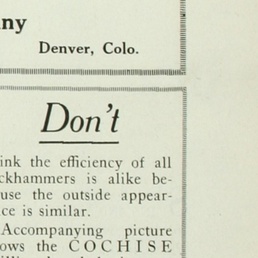 ny
Denver, Colo.
Don't
ink the efficiency of all
ckhammers is alike be-
use the outside appear-
ce is similar.
Accompanying picture
ows the COCHISE